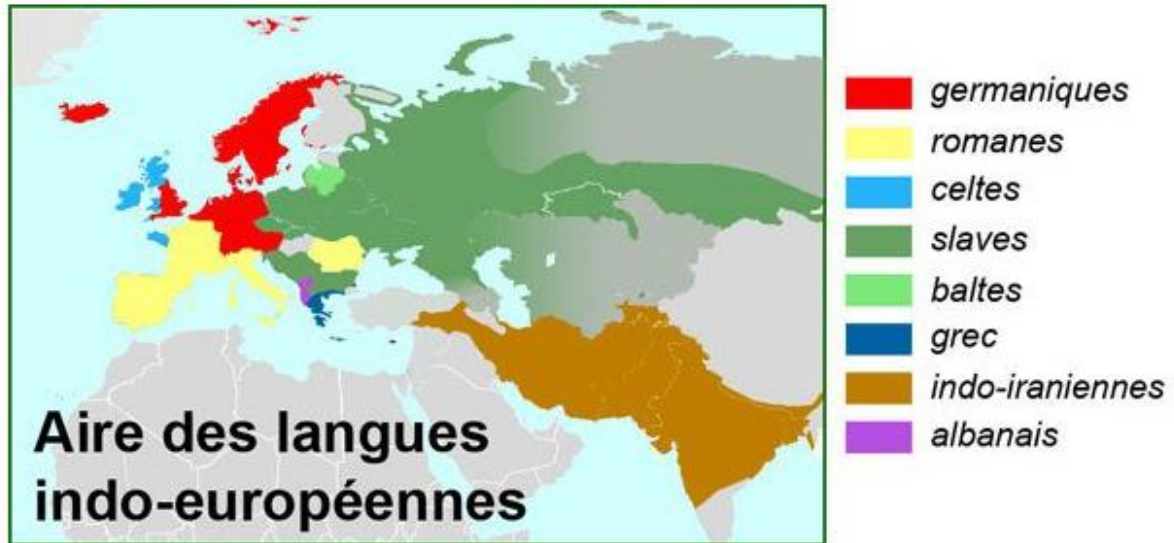 germaniques
romanes
celtes
slaves
baltes
grec
indo-iraniennes
albanais
Aire des langues
indo-européennes